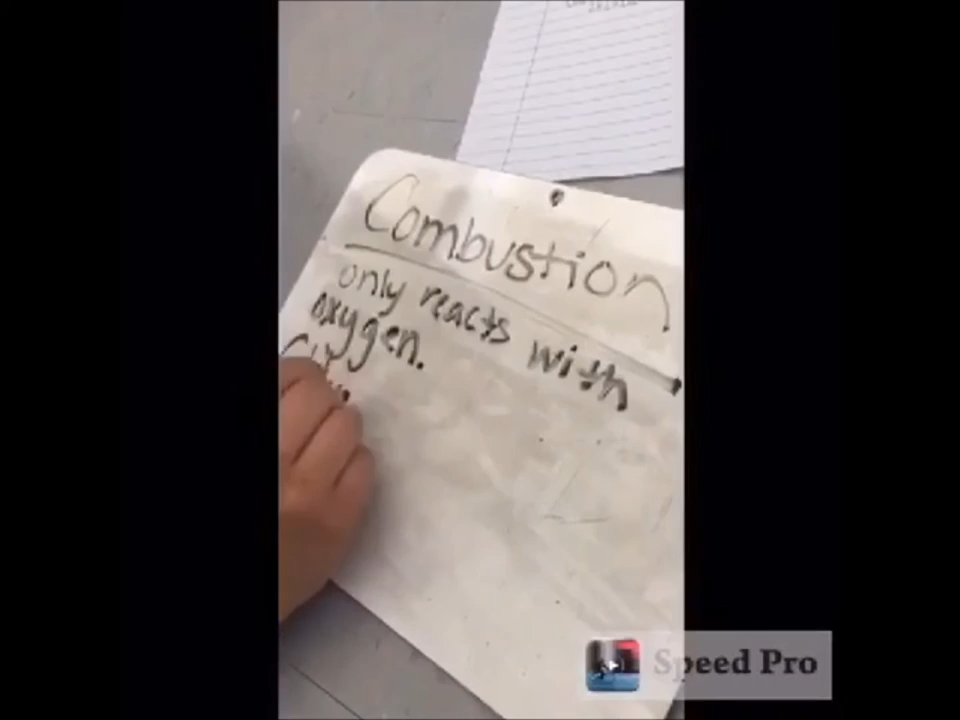 Combustion
only reacts with
oxygen.
Speed Pro